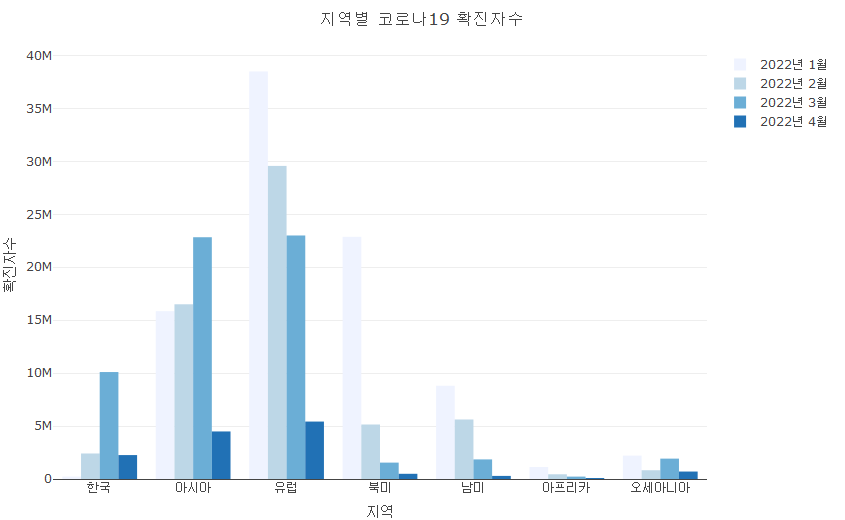 지역별 코로나19 확진자수
40M
35M
30M
25M
20M
15M
10M
5M
0
확진자수
한국 아시아 유럽 북미 남미 아프리카 오세아니아
지역
2022년 1월
2022년 2월
2022년 3월
2022년 4월